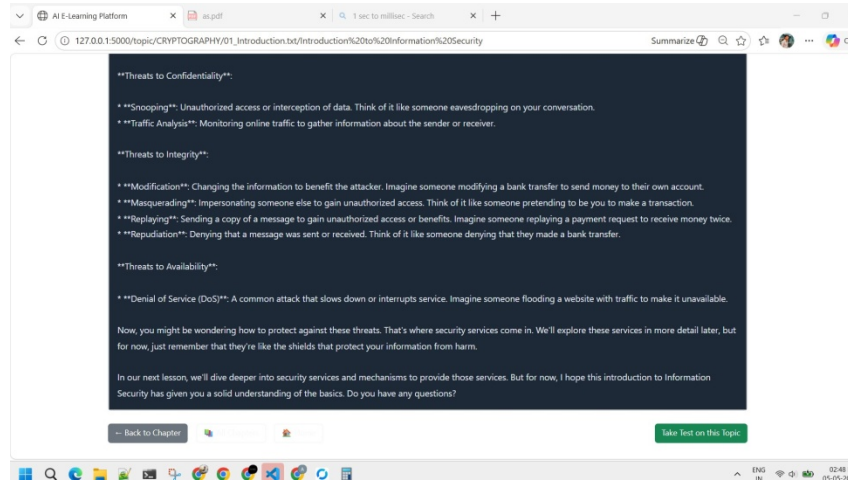 AI E-Learning Platform
as.pdf
1 sec to millisec - Search
127.0.0.1:5000/topic/CRYPTOGRAPHY/01_Introduction.txt/Introduction%20to%20Information%20Security
Summarize
**Threats to Confidentiality**:
* **Snooping**: Unauthorized access or interception of data. Think of it like someone eavesdropping on your conversation.
* **Traffic Analysis**: Monitoring online traffic to gather information about the sender or receiver.
**Threats to Integrity**:
* **Modification**: Changing the information to benefit the attacker. Imagine someone modifying a bank transfer to send money to their own account.
* **Masquerading**: Impersonating someone else to gain unauthorized access. Think of it like someone pretending to be you to make a transaction.
* **Replaying**: Sending a copy of a message to gain unauthorized access or benefits. Imagine someone replaying a payment request to receive money twice.
* **Repudiation**: Denying that a message was sent or received. Think of it like someone denying that they made a bank transfer.
**Threats to Availability**:
* **Denial of Service (DoS)**: A common attack that slows down or interrupts service. Imagine someone flooding a website with traffic to make it unavailable.
Now, you might be wondering how to protect against these threats. That's where security services come in. We'll explore these services in more detail later, but
for now, just remember that they're like the shields that protect your information from harm.
In our next lesson, we'll dive deeper into security services and mechanisms to provide those services. But for now, I hope this introduction to Information
Security has given you a solid understanding of the basics. Do you have any questions?
← Back to Chapter
Take Test on this Topic
ENG
IN
02:48